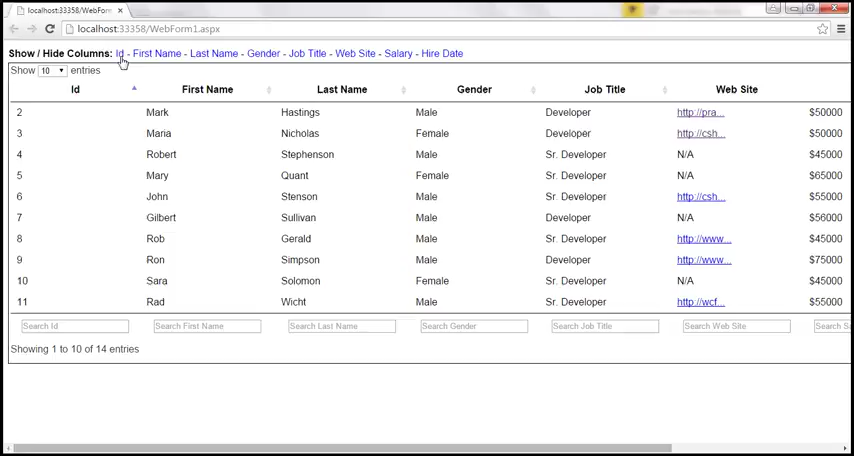 localhost:33358/WebForm
localhost:33358/WebForm1.aspx
Show / Hide Columns: Id - First Name - Last Name - Gender - Job Title - Web Site - Salary - Hire Date
Show 10 entries
Id First Name Last Name Gender Job Title Web Site
2 Mark Hastings Male Developer http://pra... $50000
3 Maria Nicholas Female Developer http://csh... $50000
4 Robert Stephenson Male Sr. Developer N/A $45000
5 Mary Quant Female Sr. Developer N/A $65000
6 John Stenson Male Sr. Developer http://csh... $55000
7 Gilbert Sullivan Male Developer N/A $56000
8 Rob Gerald Male Sr. Developer http://www... $45000
9 Ron Simpson Male Developer http://www... $75000
10 Sara Solomon Female Sr. Developer N/A $45000
11 Rad Wicht Male Sr. Developer http://wcf... $55000
Search Id Search First Name Search Last Name Search Gender Search Job Title Search Web Site Search Sa
Showing 1 to 10 of 14 entries